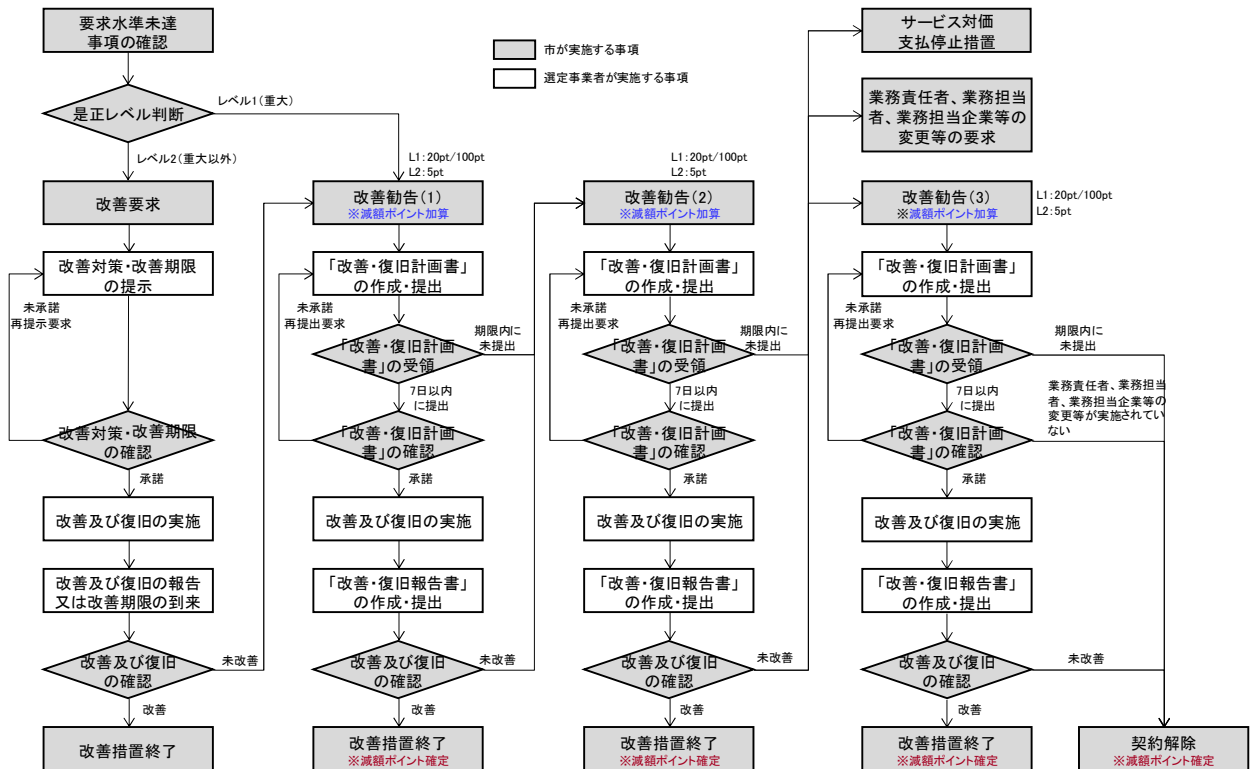 要求水準未達
事項の確認
市が実施する事項
選定事業者が実施する事項
サービス対価
支払停止措置
業務責任者、業務担当
者、業務担当企業等の
変更等の要求
是正レベル判断
レベル1(重大)
レベル2(重大以外)
改善要求
改善対策・改善期限
の提示
未承諾
再提示要求
改善対策・改善期限
の確認
承諾
改善及び復旧の実施
改善及び復旧の報告
又は改善期限の到来
改善及び復旧
の確認
未改善
改善
改善措置終了
L1:20pt/100pt
L2:5pt
改善勧告(1)
※減額ポイント加算
「改善・復旧計画書」
の作成・提出
未承諾
再提出要求
「改善・復旧計画
書」の受領
期限内に
未提出
7日以内
に提出
「改善・復旧計画
書」の確認
承諾
改善及び復旧の実施
「改善・復旧報告書」
の作成・提出
改善及び復旧
の確認
未改善
改善
改善措置終了
※減額ポイント確定
L1:20pt/100pt
L2:5pt
改善勧告(2)
※減額ポイント加算
「改善・復旧計画書」
の作成・提出
未承諾
再提出要求
「改善・復旧計画
書」の受領
期限内に
未提出
7日以内
に提出
「改善・復旧計画
書」の確認
承諾
改善及び復旧の実施
「改善・復旧報告書」
の作成・提出
改善及び復旧
の確認
未改善
改善
改善措置終了
※減額ポイント確定
改善勧告(3)
※減額ポイント加算
L1:20pt/100pt
L2:5pt
「改善・復旧計画書」
の作成・提出
未承諾
再提出要求
「改善・復旧計画
書」の受領
期限内に
未提出
7日以内
に提出
業務責任者、業務担当
者、業務担当企業等の
変更等が実施されてい
ない
「改善・復旧計画
書」の確認
承諾
改善及び復旧の実施
「改善・復旧報告書」
の作成・提出
改善及び復旧
の確認
未改善
改善
改善措置終了
※減額ポイント確定
契約解除
※減額ポイント確定